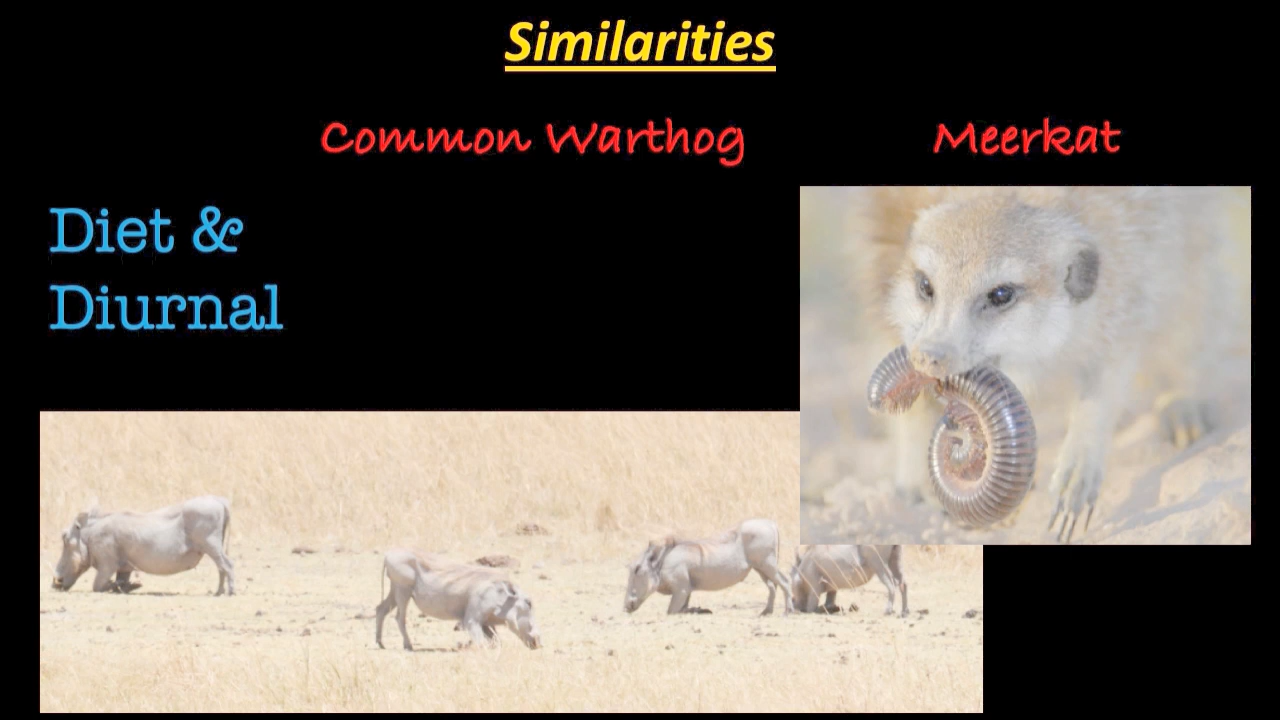 Similarities
Common Warthog
Meerkat
Diet &
Diurnal